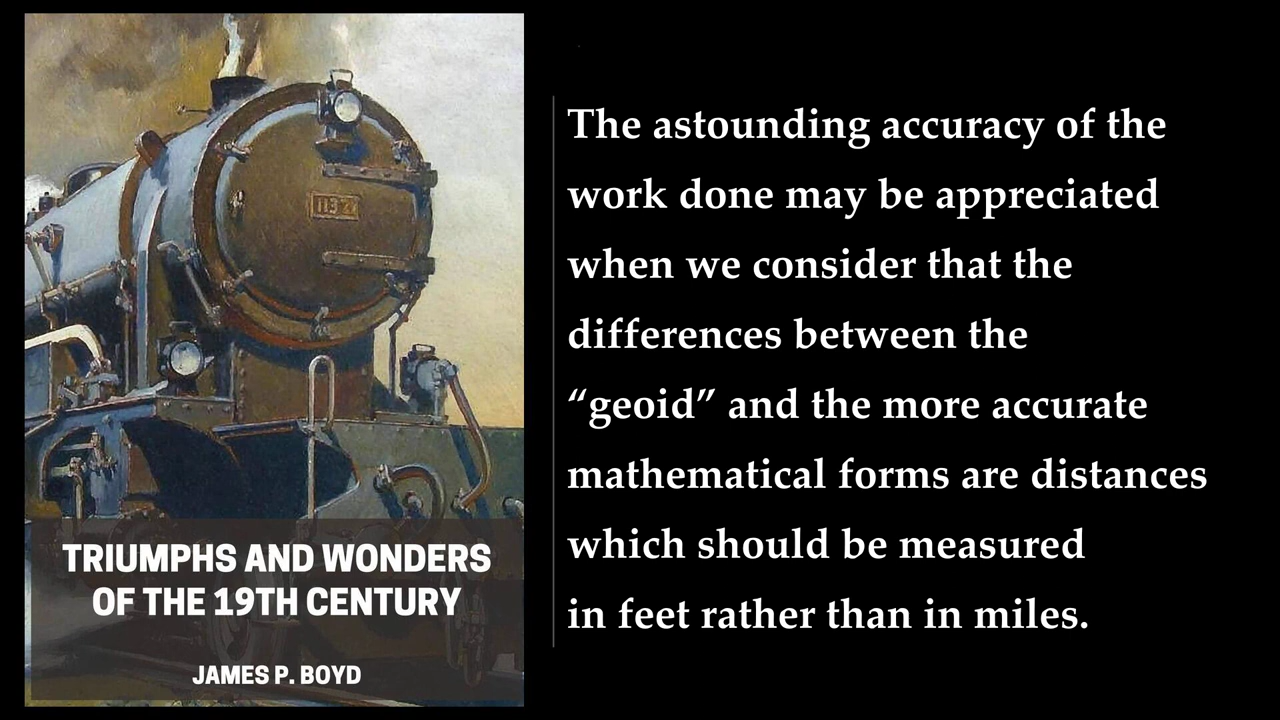 TRIUMPHS AND WONDERS
OF THE 19TH CENTURY
JAMES P. BOYD
The astounding accuracy of the
work done may be appreciated
when we consider that the
differences between the
“geoid” and the more accurate
mathematical forms are distances
which should be measured
in feet rather than in miles.